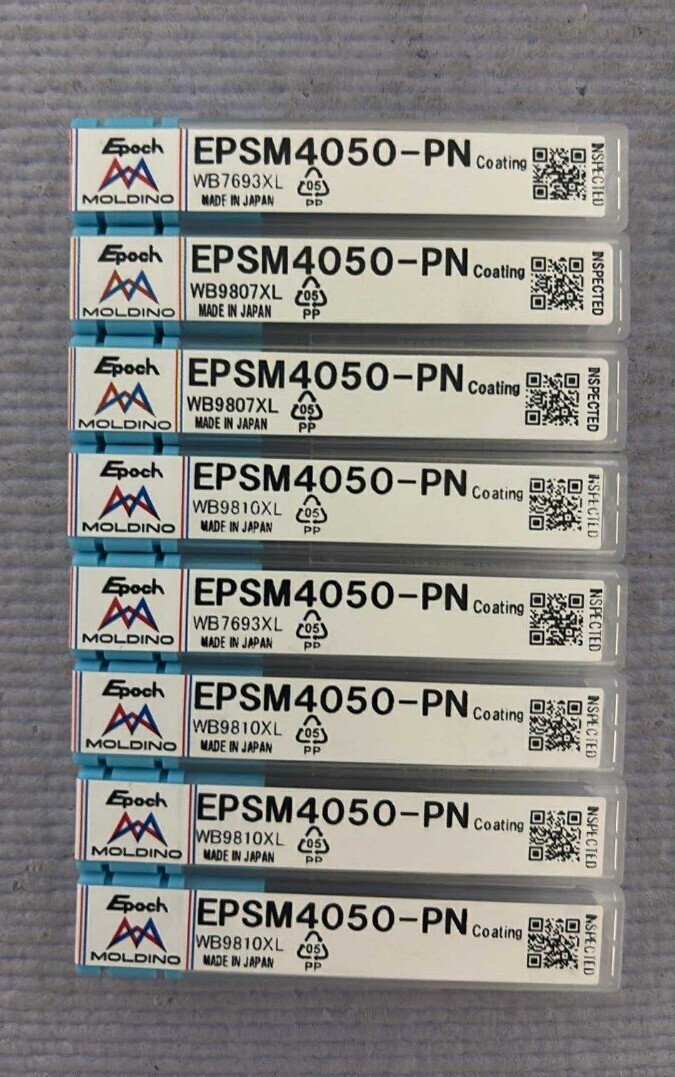 Epoch
MOLDINO
EPSM4050-PN Coating
WB7693XL 05
MADE IN JAPAN PP
INSPECTED
Epoch
MOLDINO
EPSM4050-PN Coating
WB9807XL 05
MADE IN JAPAN PP
INSPECTED
Epoch
MOLDINO
EPSM4050-PN Coating
WB9807XL 05
MADE IN JAPAN PP
INSPECTED
Epoch
MOLDINO
EPSM4050-PN Coating
WB9810XL 05
MADE IN JAPAN PP
INSPECTED
Epoch
MOLDINO
EPSM4050-PN Coating
WB7693XL 05
MADE IN JAPAN PP
INSPECTED
Epoch
MOLDINO
EPSM4050-PN Coating
WB9810XL 05
MADE IN JAPAN PP
INSPECTED
Epoch
MOLDINO
EPSM4050-PN Coating
WB9810XL 05
MADE IN JAPAN PP
INSPECTED
Epoch
MOLDINO
EPSM4050-PN Coating
WB9810XL 05
MADE IN JAPAN PP
INSPECTED